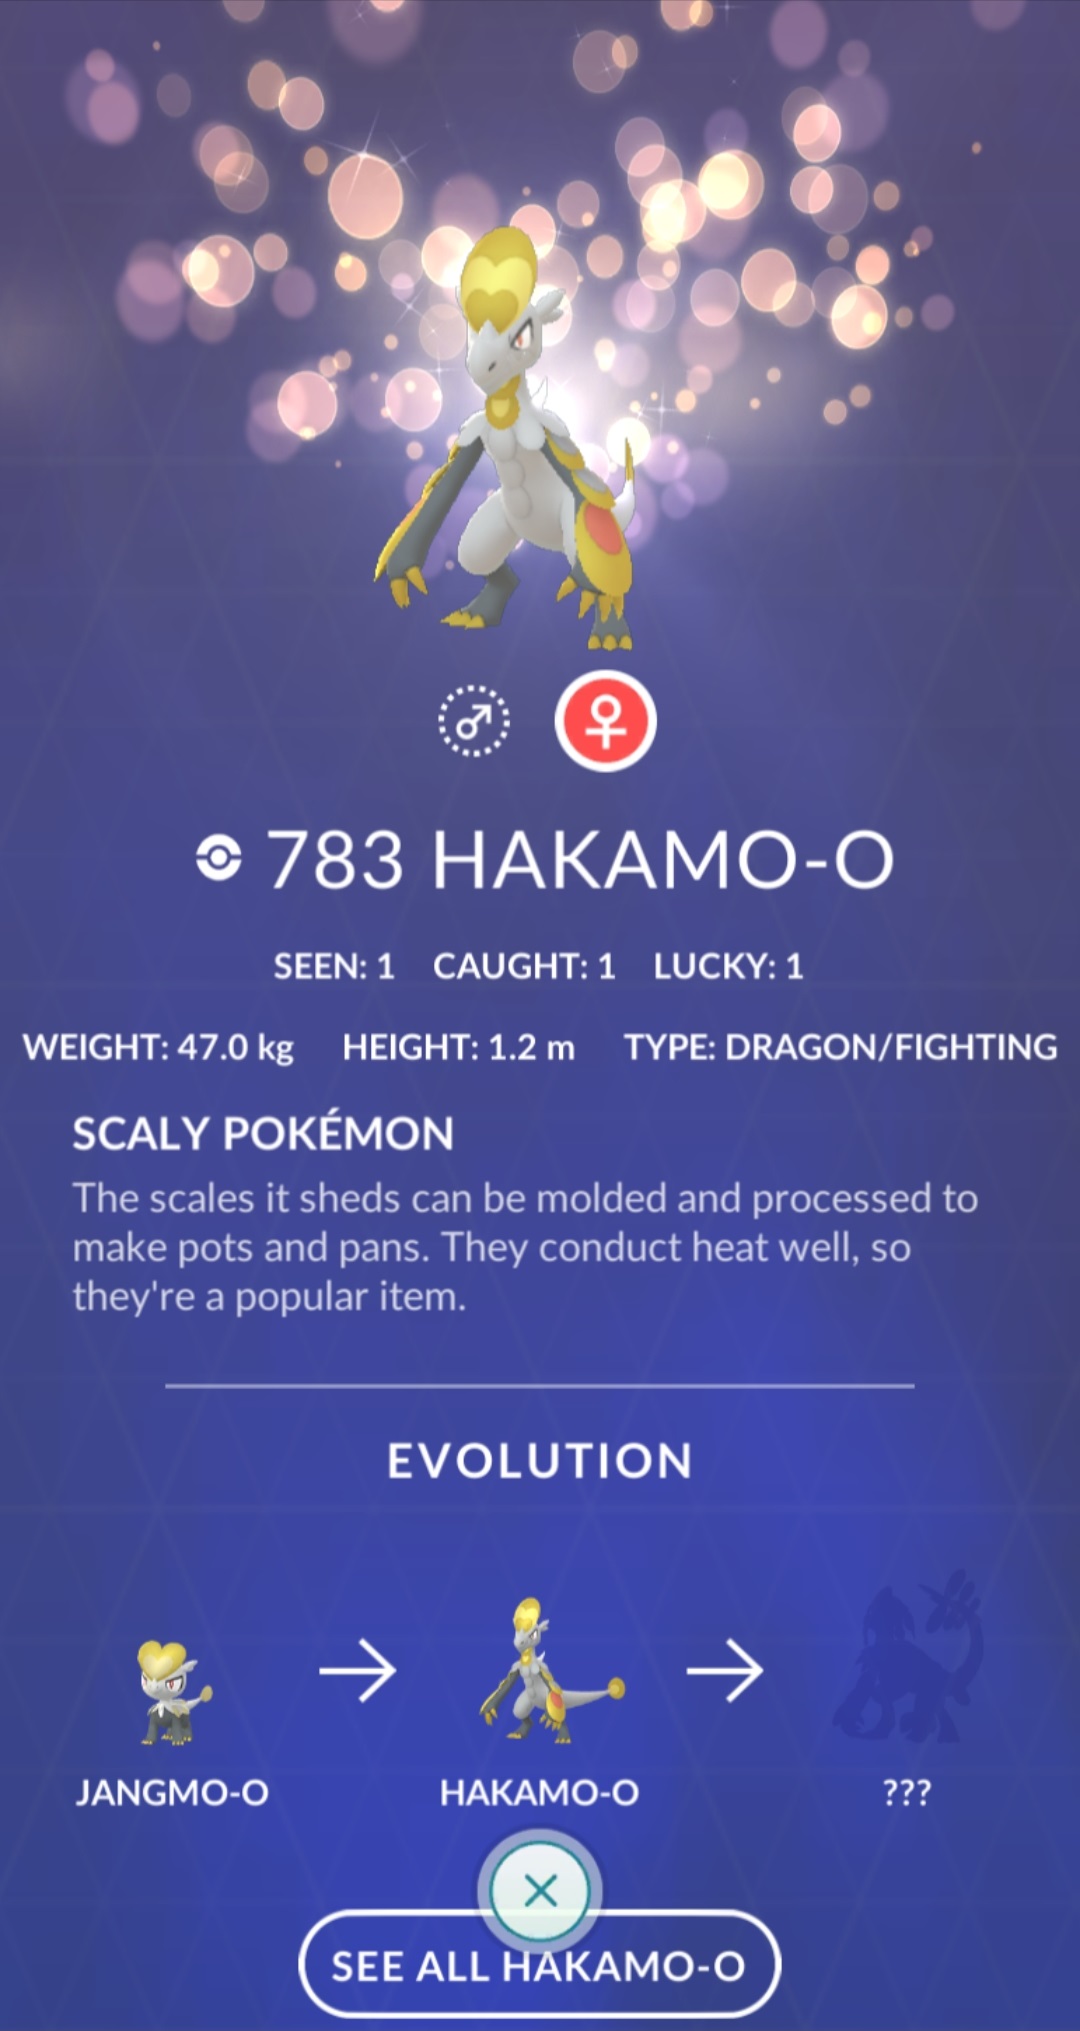 783 HAKAMO-O
SEEN: 1 CAUGHT: 1 LUCKY: 1
WEIGHT: 47.0 kg HEIGHT: 1.2 m TYPE: DRAGON/FIGHTING
SCALY POKÉMON
The scales it sheds can be molded and processed to
make pots and pans. They conduct heat well, so
they're a popular item.
EVOLUTION
JANGMO-O HAKAMO-O ???
SEE ALL HAKAMO-O